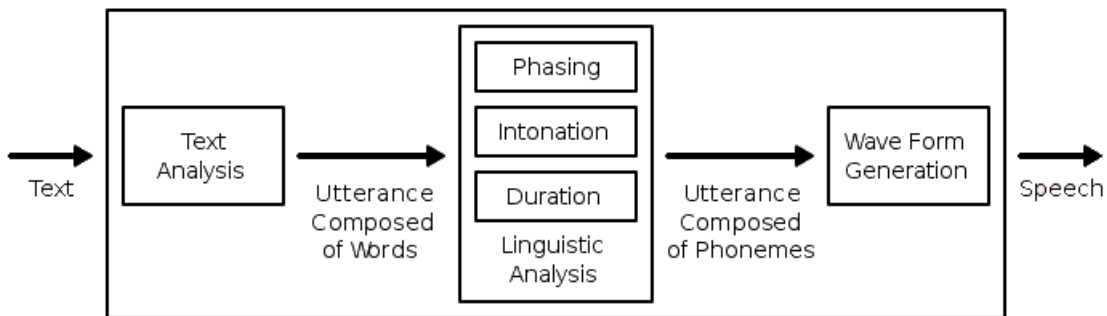 Text
Text
Analysis
Utterance
Composed
of Words
Phasing
Intonation
Duration
Linguistic
Analysis
Utterance
Composed
of Phonemes
Wave Form
Generation
Speech